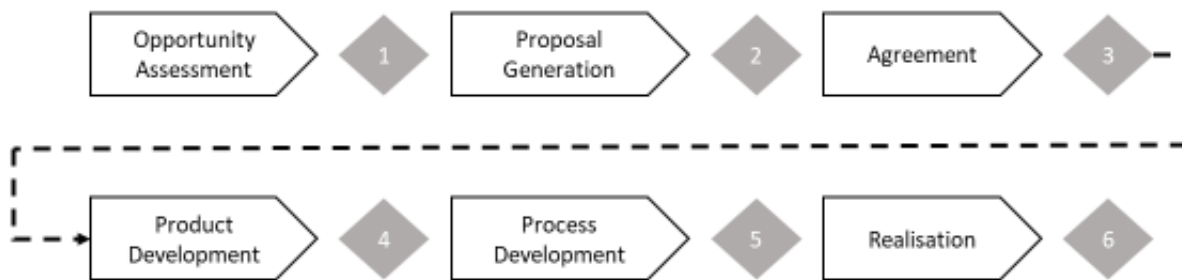 Opportunity
Assessment
1
Proposal
Generation
2
Agreement
3
Product
Development
4
Process
Development
5
Realisation
6